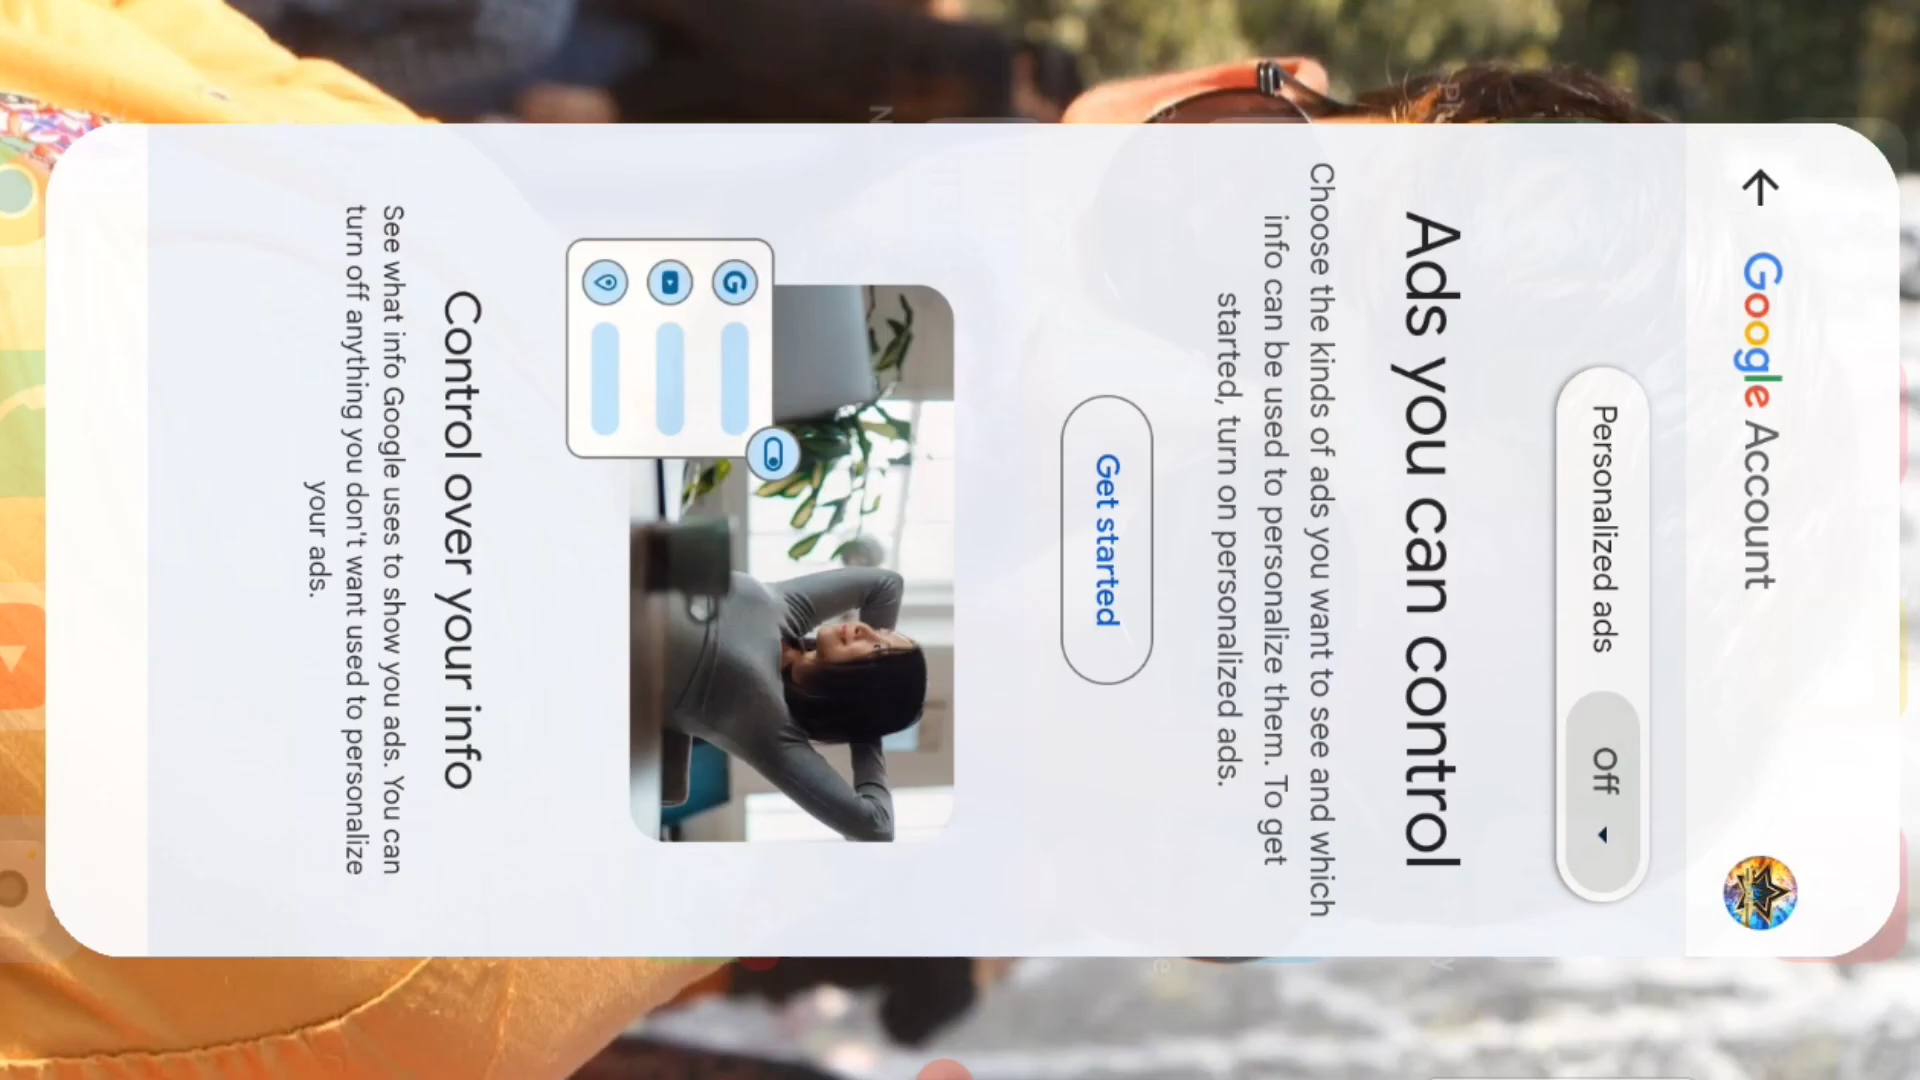 Google Account
Personalized ads Off
Ads you can control
Choose the kinds of ads you want to see and which
info can be used to personalize them. To get
started, turn on personalized ads.
Get started
Control over your info
See what info Google uses to show you ads. You can
turn off anything you don't want used to personalize
your ads.